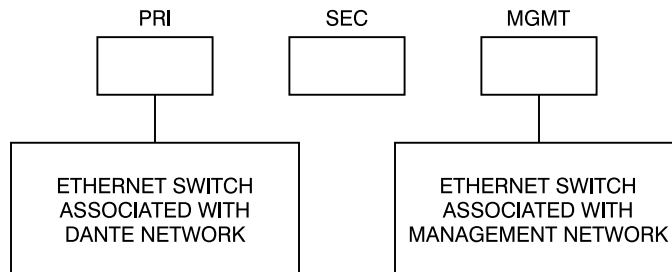 PRI
SEC
MGMT
ETHERNET SWITCH
ASSOCIATED WITH
DANTE NETWORK
ETHERNET SWITCH
ASSOCIATED WITH
MANAGEMENT NETWORK